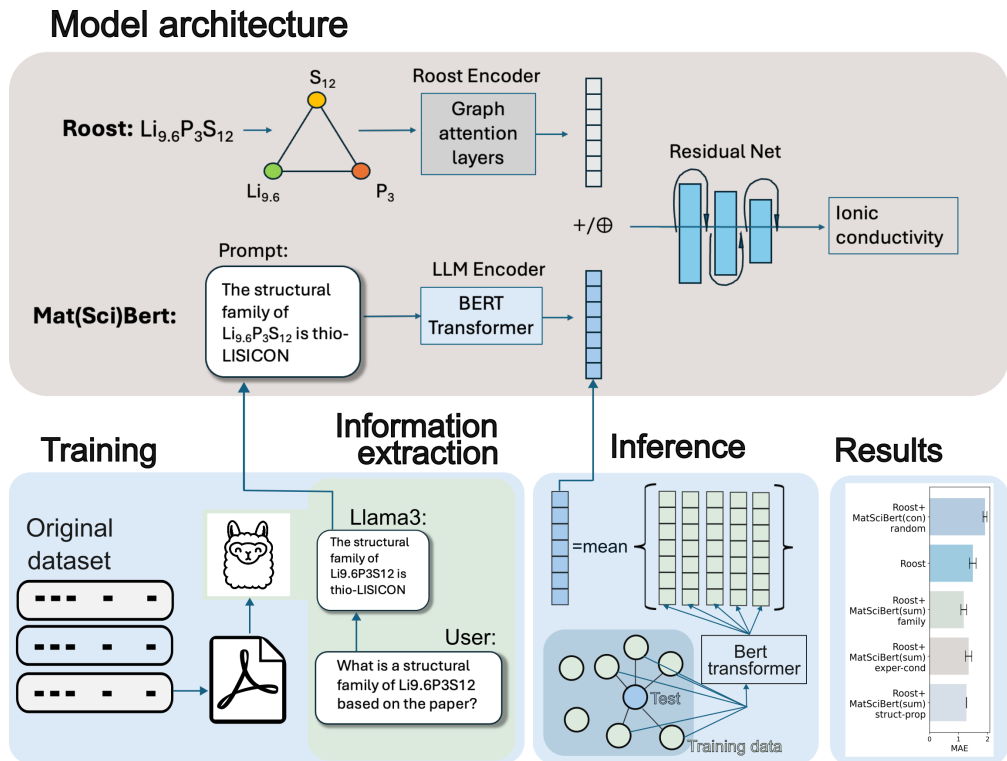 Model architecture
Roost: Li9.6P3S12
S12
Li9.6
P3
Roost Encoder
Graph
attention
layers
Residual Net
+/⊕
Ionic
conductivity
Prompt:
Mat(Sci)Bert:
The structural
family of
Li9.6P3S12 is thio-
LISICON
LLM Encoder
BERT
Transformer
Training
Original
dataset
Information
extraction
Llama3:
The structural
family of
Li9.6P3S12 is
thio-LISICON
User:
What is a structural
family of Li9.6P3S12
based on the paper?
Inference
=mean
Bert
transformer
Test
Training data
Results
Roost+
MatSciBert(con)
random
Roost
Roost+
MatSciBert(sum)
family
Roost+
MatSciBert(sum)
exper-cond
Roost+
MatSciBert(sum)
struct-prop
0 1 2
MAE